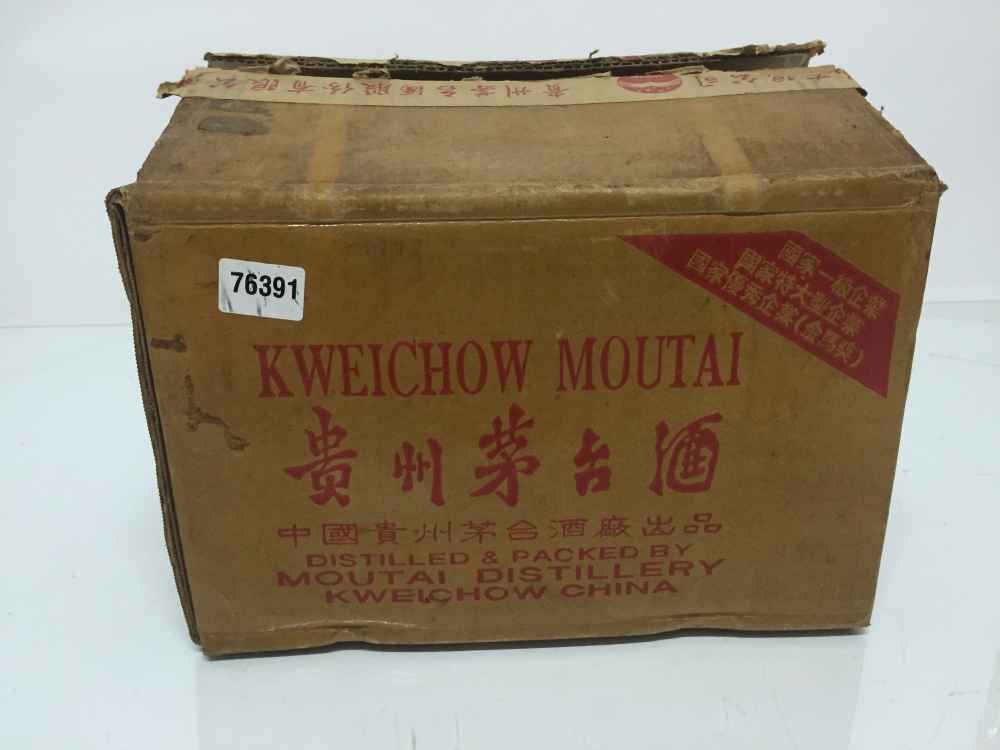 76391
國家一級企業
國家特大型企業
國家優秀企業(金馬獎)
KWEICHOW MOUTAI
貴州茅台酒
中國貴州茅台酒廠出品
DISTILLED & PACKED BY
MOUTAI DISTILLERY
KWEICHOW CHINA